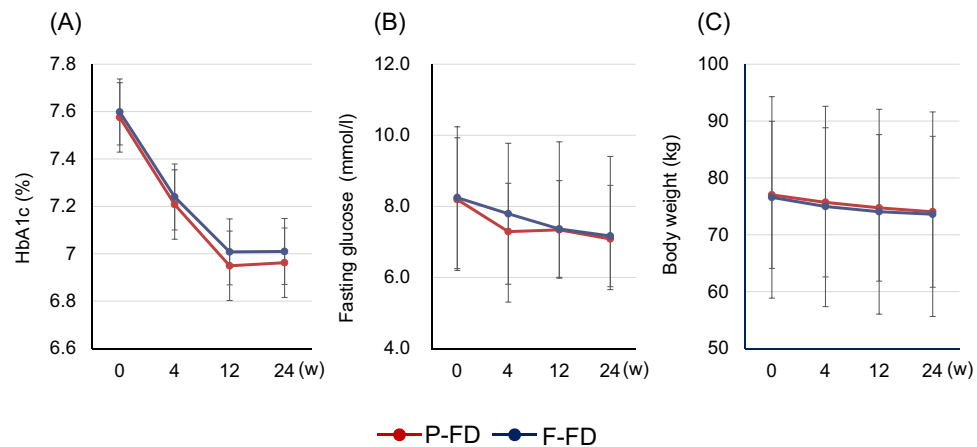 (A)
HbA1c (%)
7.8
7.6
7.4
7.2
7
6.8
6.6
0 4 12 24 (w)
(B)
Fasting glucose (mmol/l)
12.0
10.0
8.0
6.0
4.0
0 4 12 24 (w)
(C)
Body weight (kg)
100
90
80
70
60
50
0 4 12 24 (w)
P-FD F-FD